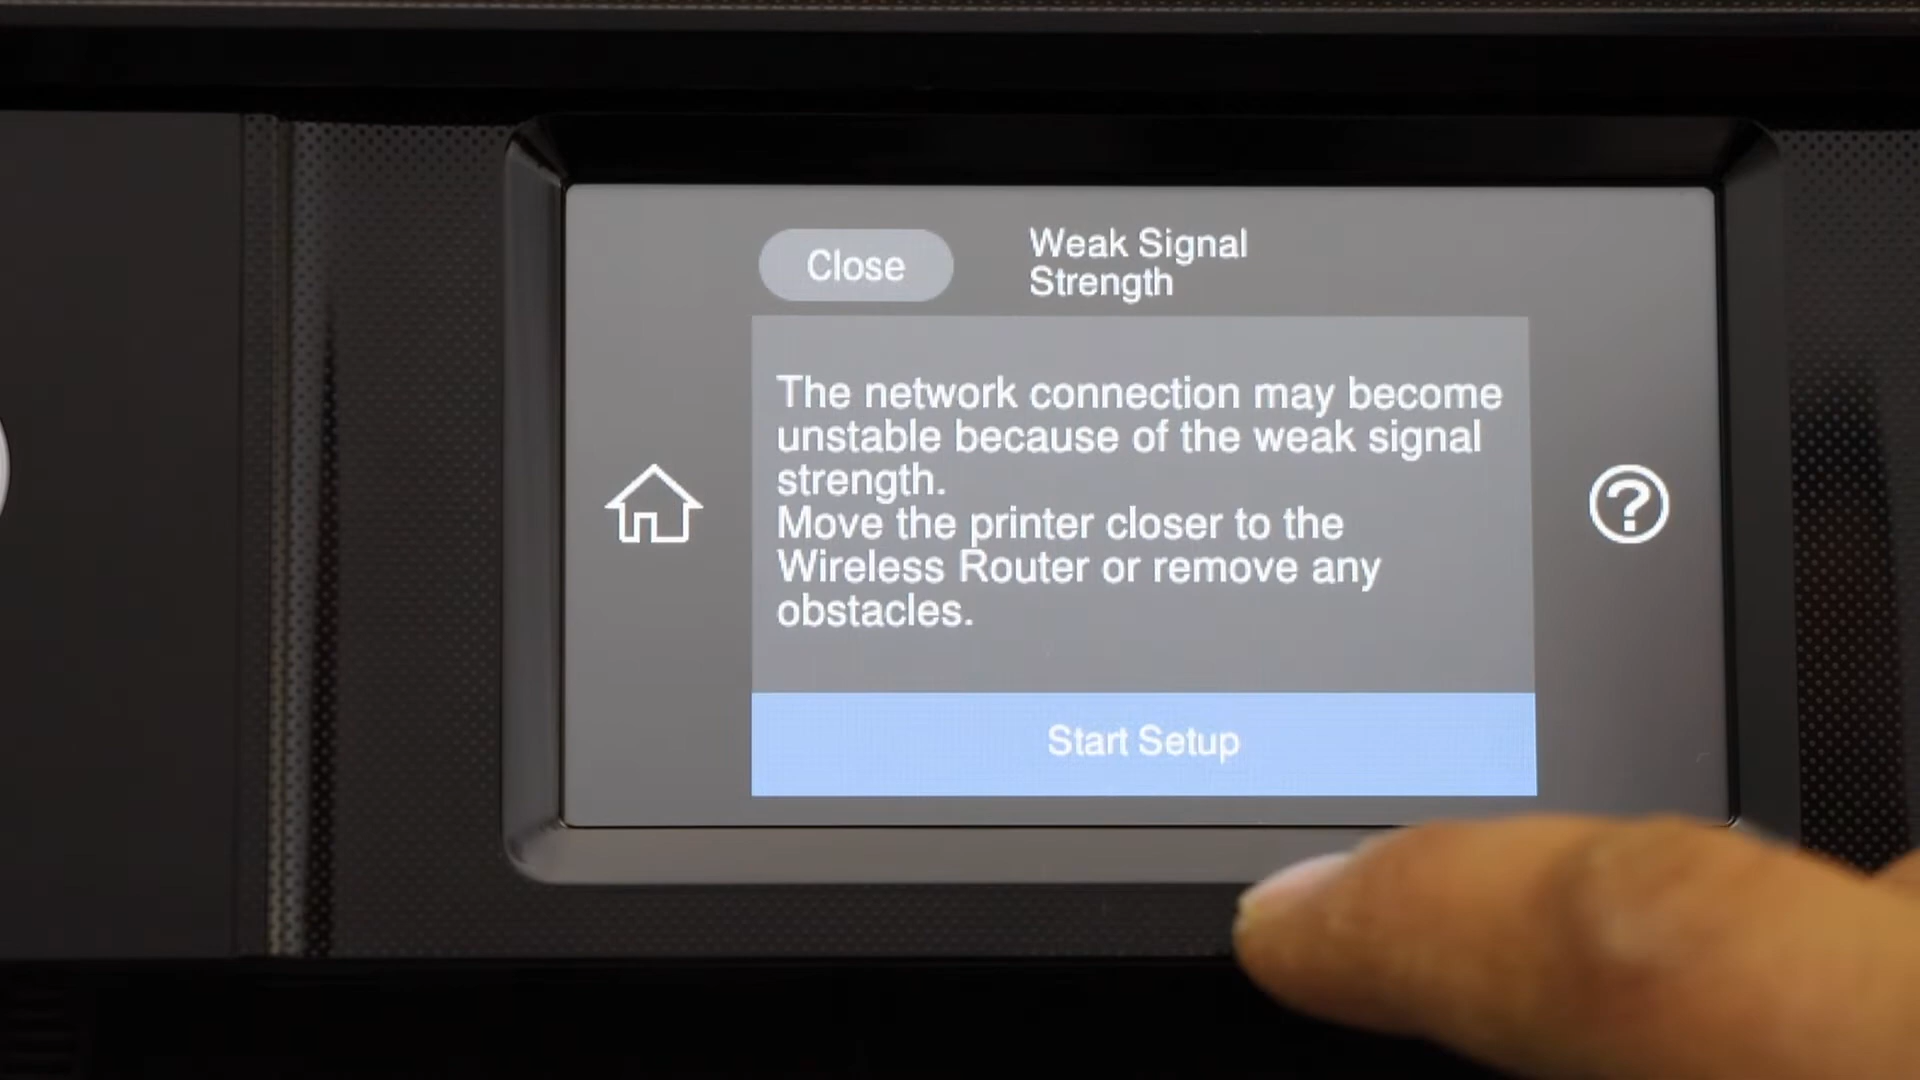 Close
Weak Signal
Strength
The network connection may become
unstable because of the weak signal
strength.
Move the printer closer to the
Wireless Router or remove any
obstacles.
Start Setup